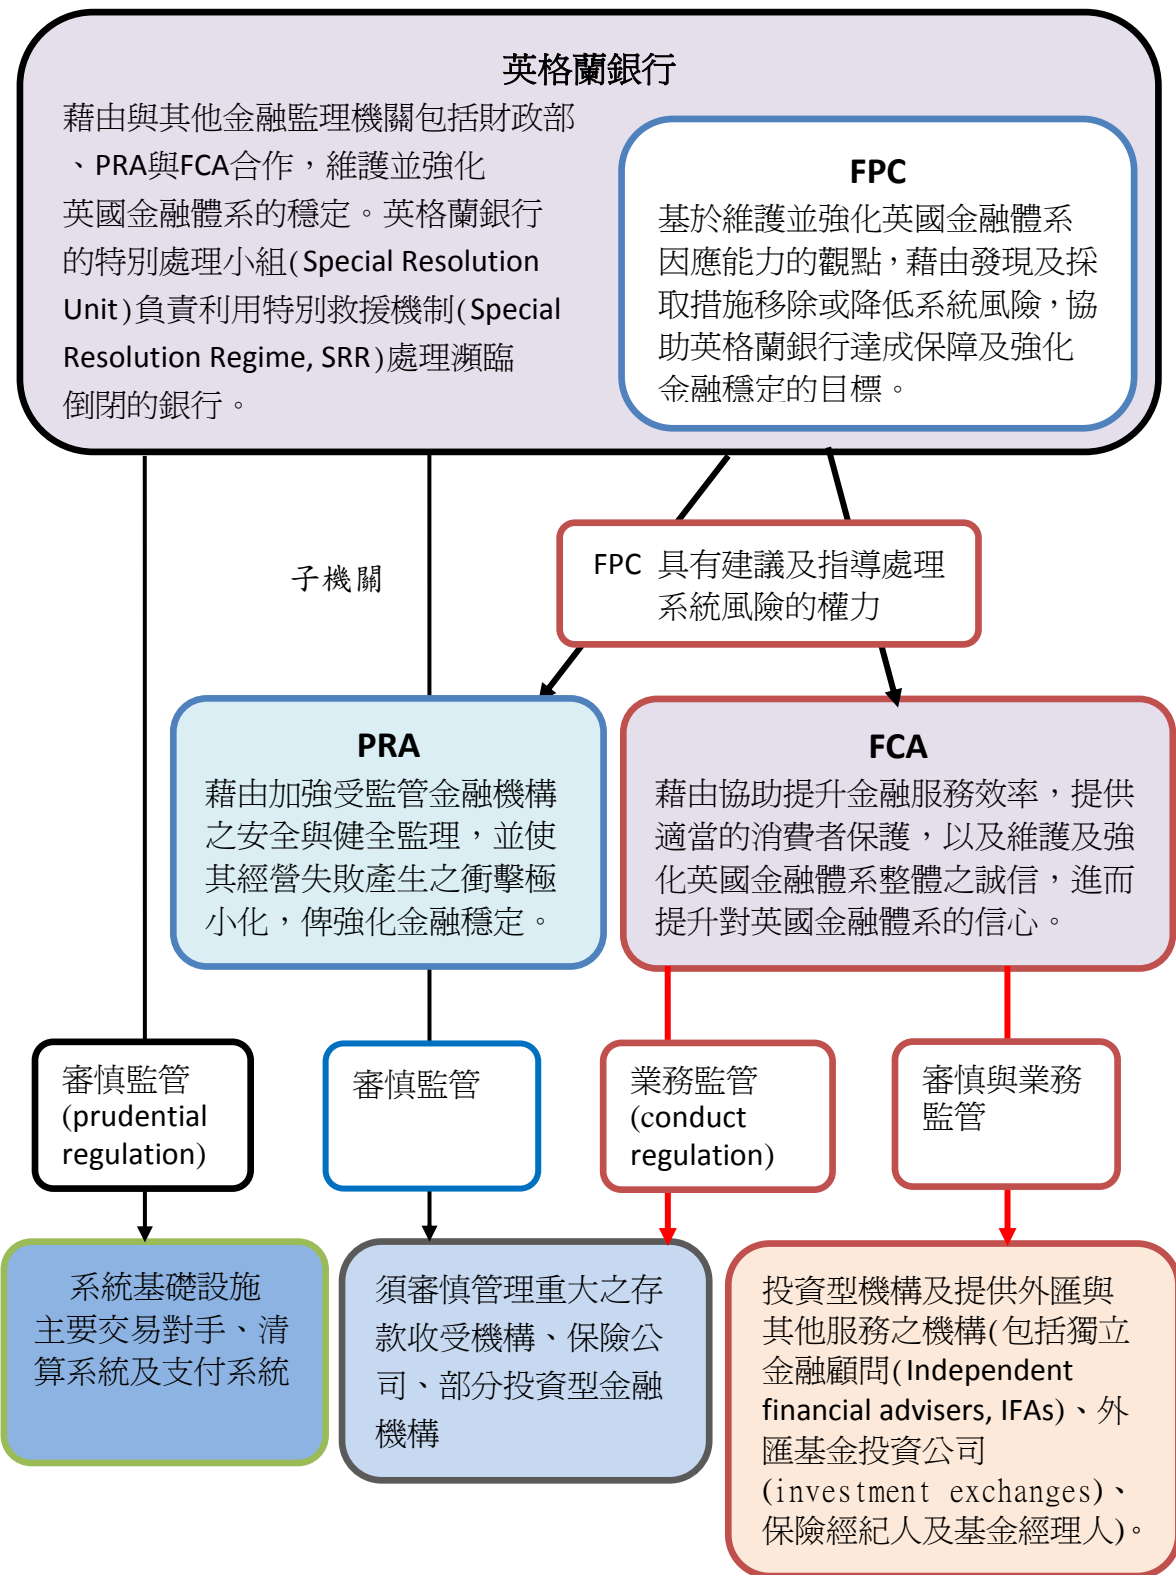 英格蘭銀行
藉由與其他金融監理機關包括財政部
、PRA與FCA合作，維護並強化
英國金融體系的穩定。英格蘭銀行
的特別處理小組(Special Resolution
Unit)負責利用特別救援機制(Special
Resolution Regime, SRR)處理瀕臨
倒閉的銀行。
FPC
基於維護並強化英國金融體系
因應能力的觀點，藉由發現及採
取措施移除或降低系統風險，協
助英格蘭銀行達成保障及強化
金融穩定的目標。
子機關
FPC 具有建議及指導處理
系統風險的權力
PRA
藉由加強受監管金融機構
之安全與健全監理，並使
其經營失敗產生之衝擊極
小化，俾強化金融穩定。
FCA
藉由協助提升金融服務效率，提供
適當的消費者保護，以及維護及強
化英國金融體系整體之誠信，進而
提升對英國金融體系的信心。
審慎監管
(prudential
regulation)
審慎監管
業務監管
(conduct
regulation)
審慎與業務
監管
系統基礎設施
主要交易對手、清
算系統及支付系統
須審慎管理重大之存
款收受機構、保險公
司、部分投資型金融
機構
投資型機構及提供外匯與
其他服務之機構(包括獨立
金融顧問(Independent
financial advisers, IFAs)、外
匯基金投資公司
(investment exchanges)、
保險經紀人及基金經理人)。